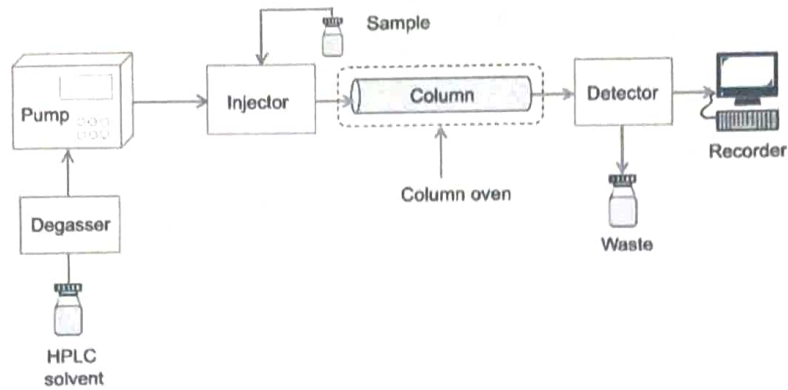 Sample
Pump
Injector
Column
Detector
Recorder
Column oven
Degasser
Waste
HPLC
solvent